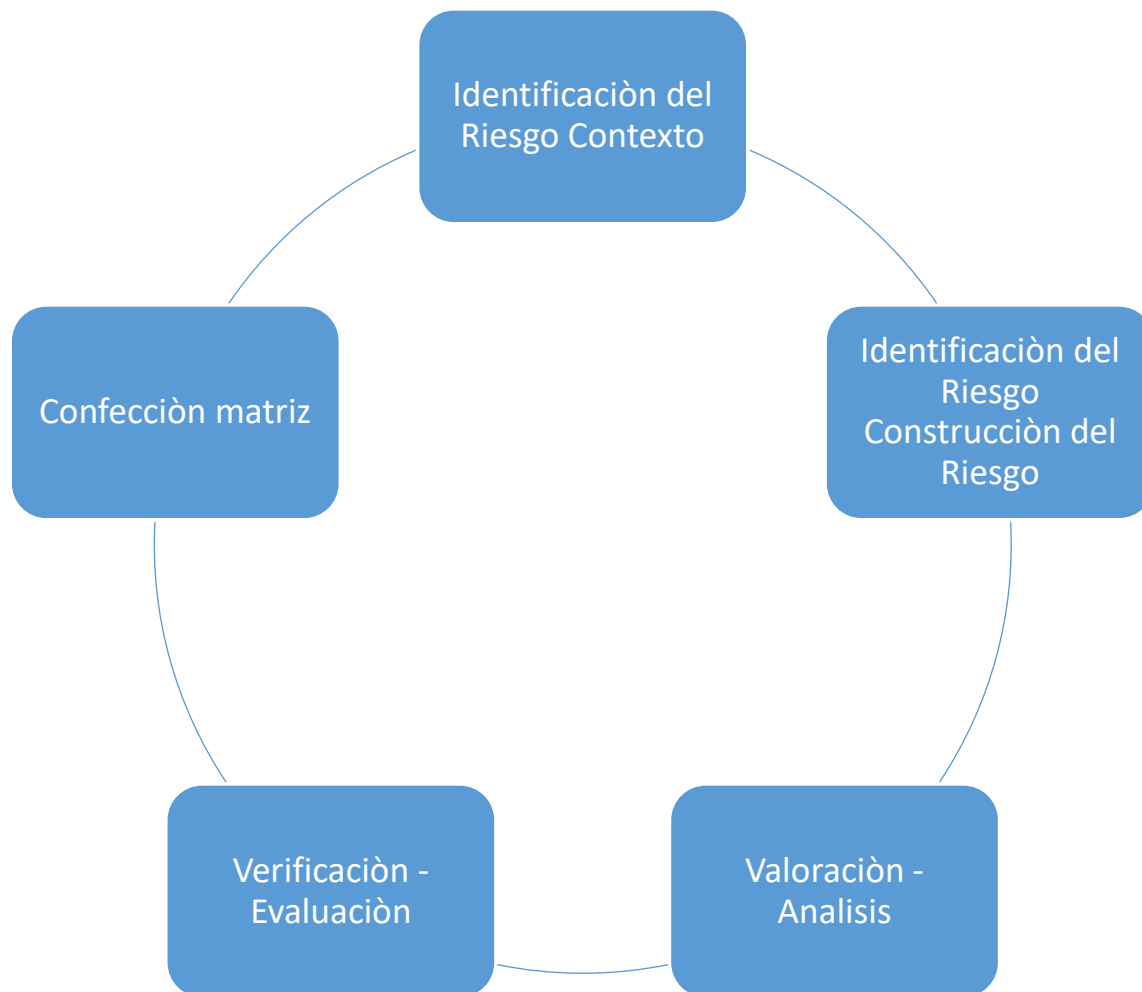 Identificaciòn del
Riesgo Contexto
Identificaciòn del
Riesgo
Construcciòn del
Riesgo
Valoraciòn -
Analisis
Verificaciòn -
Evaluaciòn
Confecciòn matriz